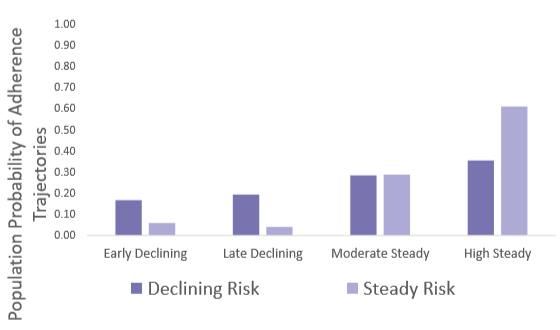 Population Probability of Adherence
Trajectories
1.00
0.90
0.80
0.70
0.60
0.50
0.40
0.30
0.20
0.10
0.00
Early Declining
Late Declining
Moderate Steady
High Steady
Declining Risk
Steady Risk